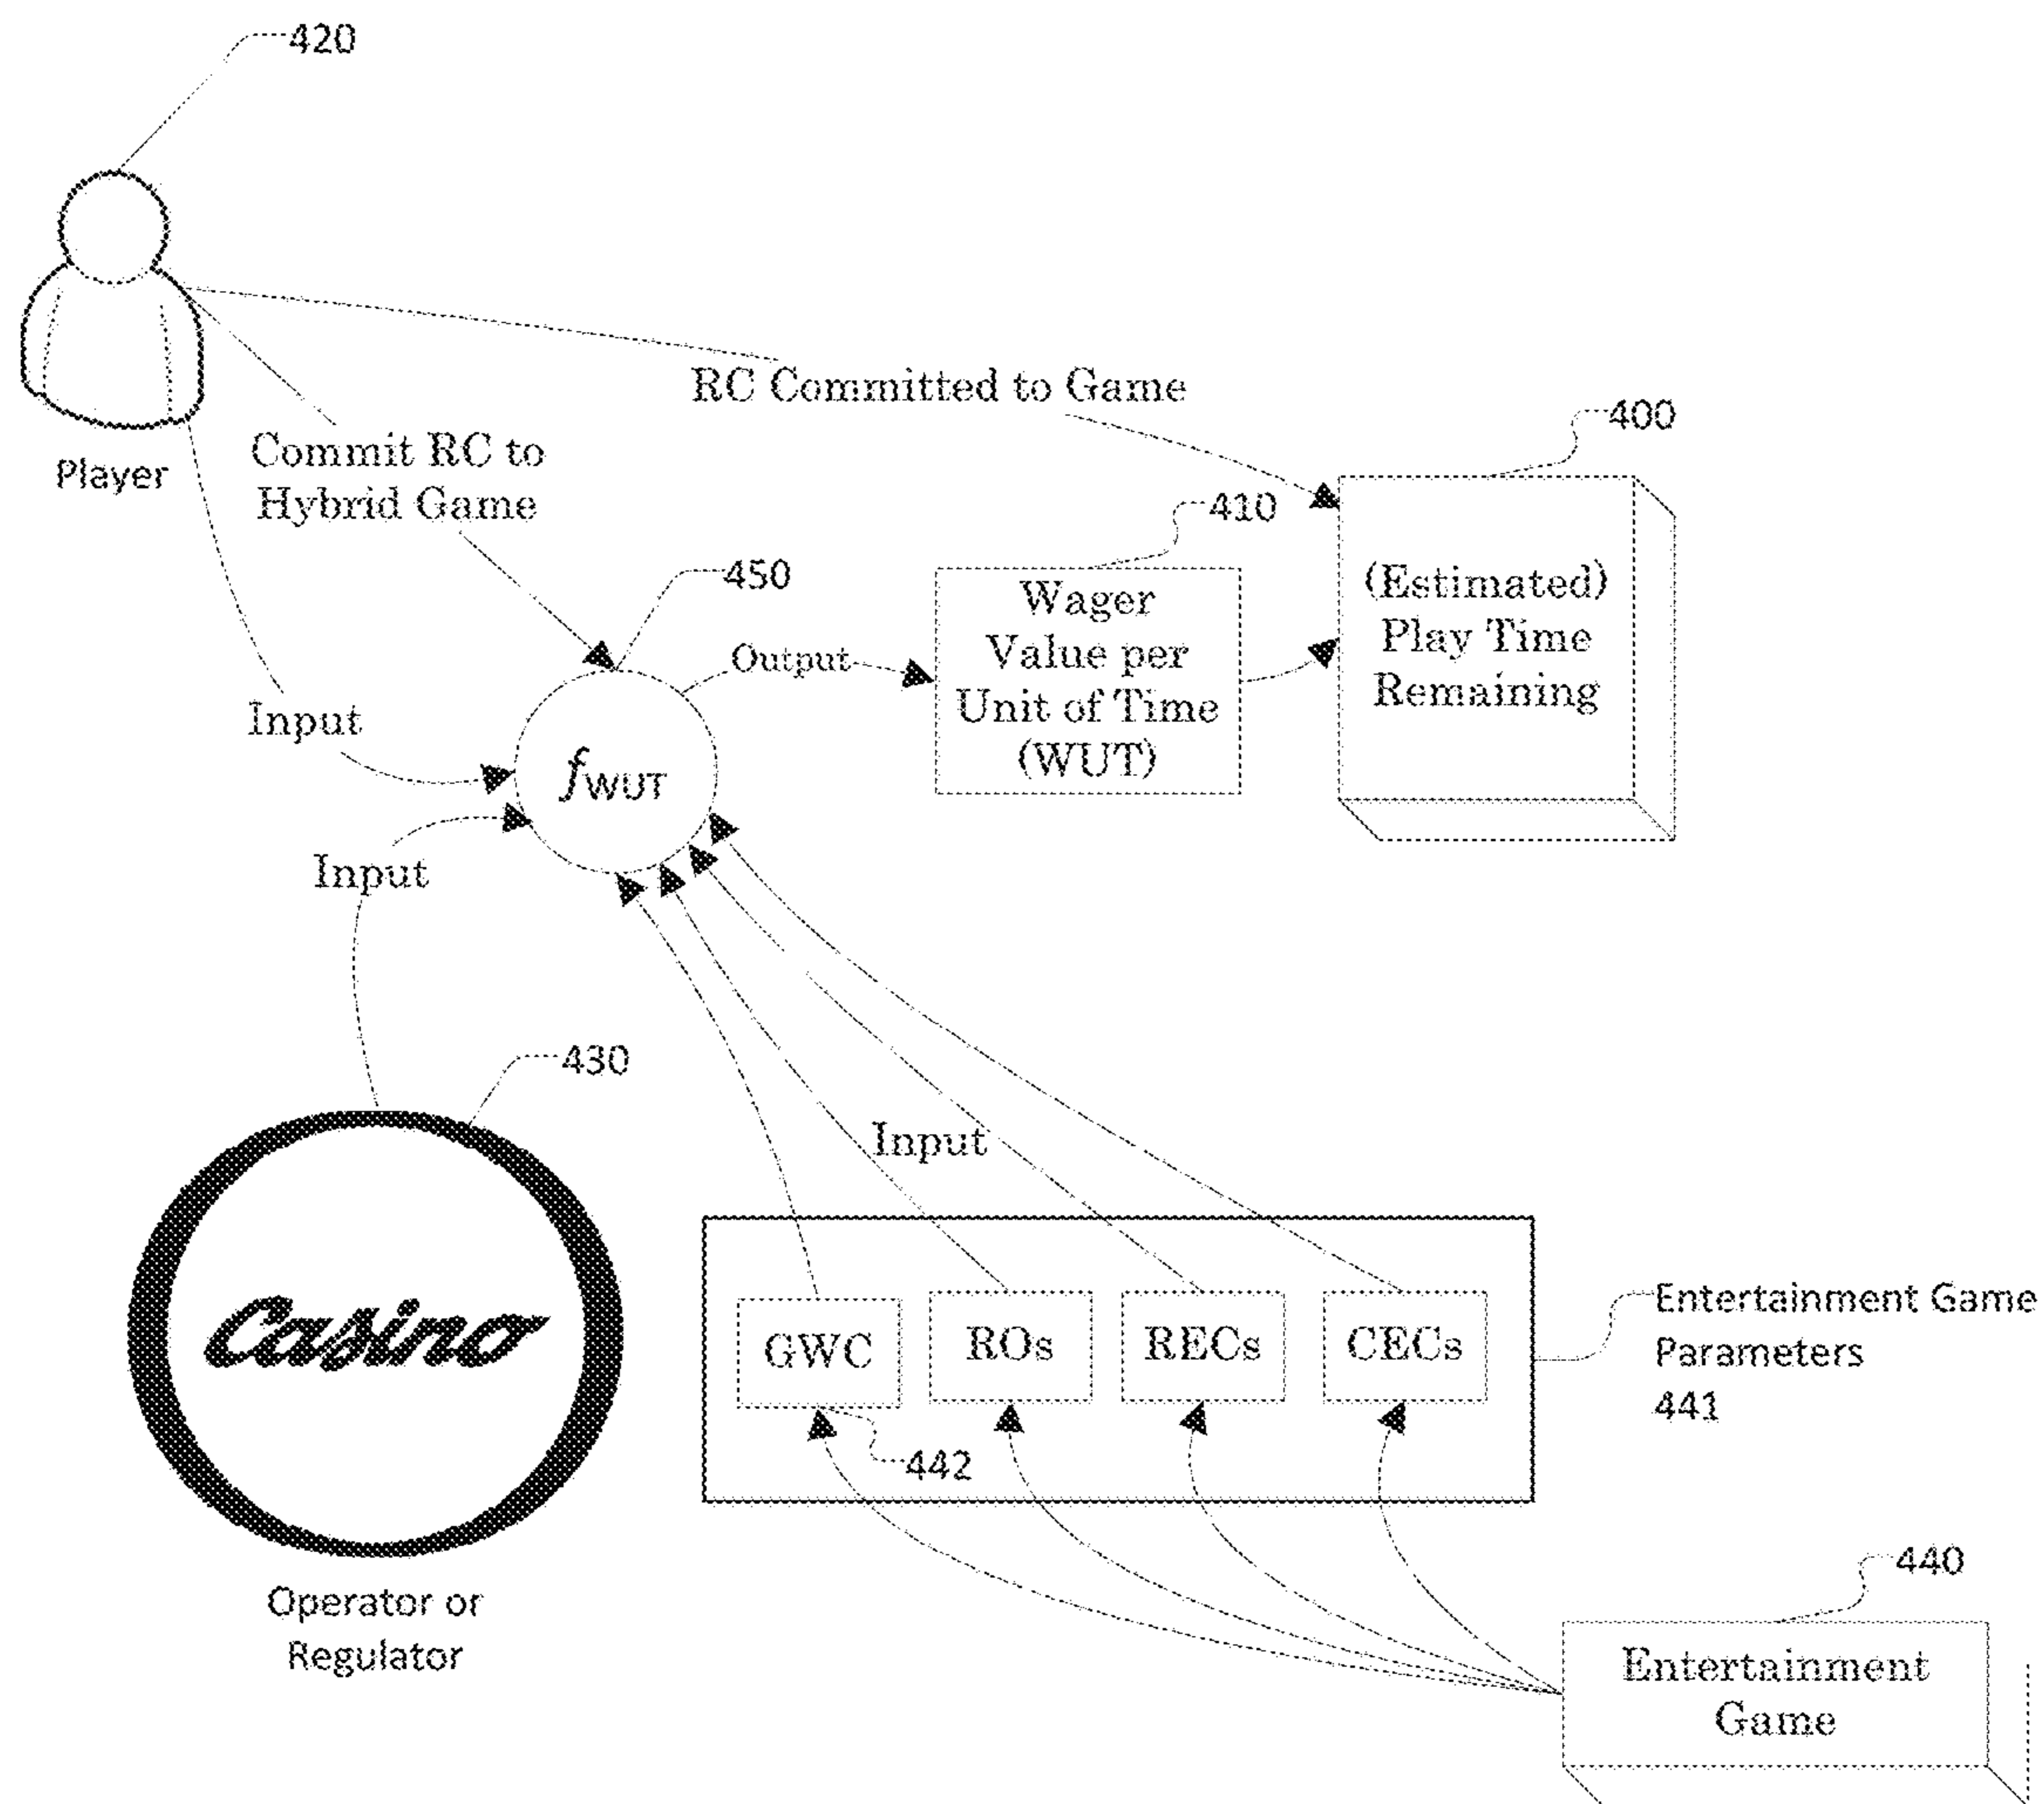 420
Player
RC Committed to Game
Commit RC to
Hybrid Game
400
410
450
(Estimated)
Play Time
Remaining
Wager
Value per
Unit of Time
(WUT)
Output
Input
fWUT
Input
430
Input
Casino
Operator or
Regulator
GWC
ROs
RECs
CECs
442
Entertainment Game
Parameters
441
440
Entertainment
Game